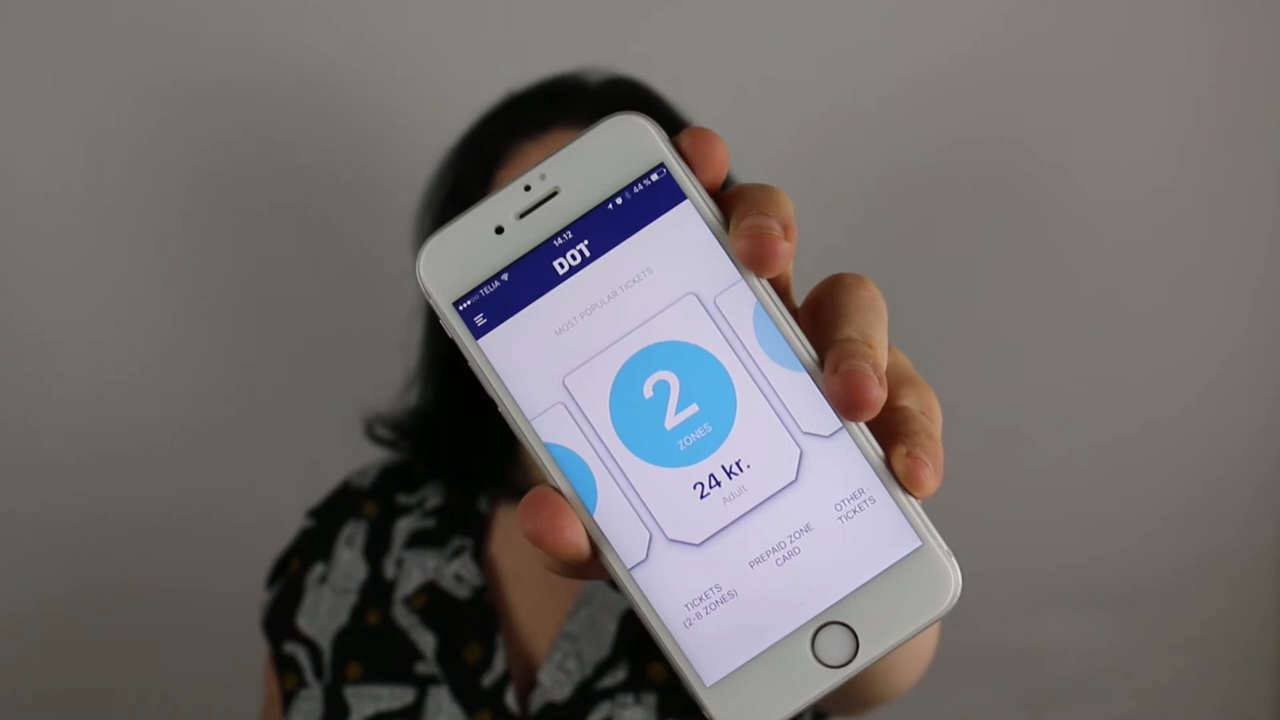 ●●●○○ TELIA
14.12
44 %
DOT
MOST POPULAR TICKETS
2
ZONES
24 kr.
Adult
TICKETS
(2-8 ZONES)
PREPAID ZONE
CARD
OTHER
TICKETS